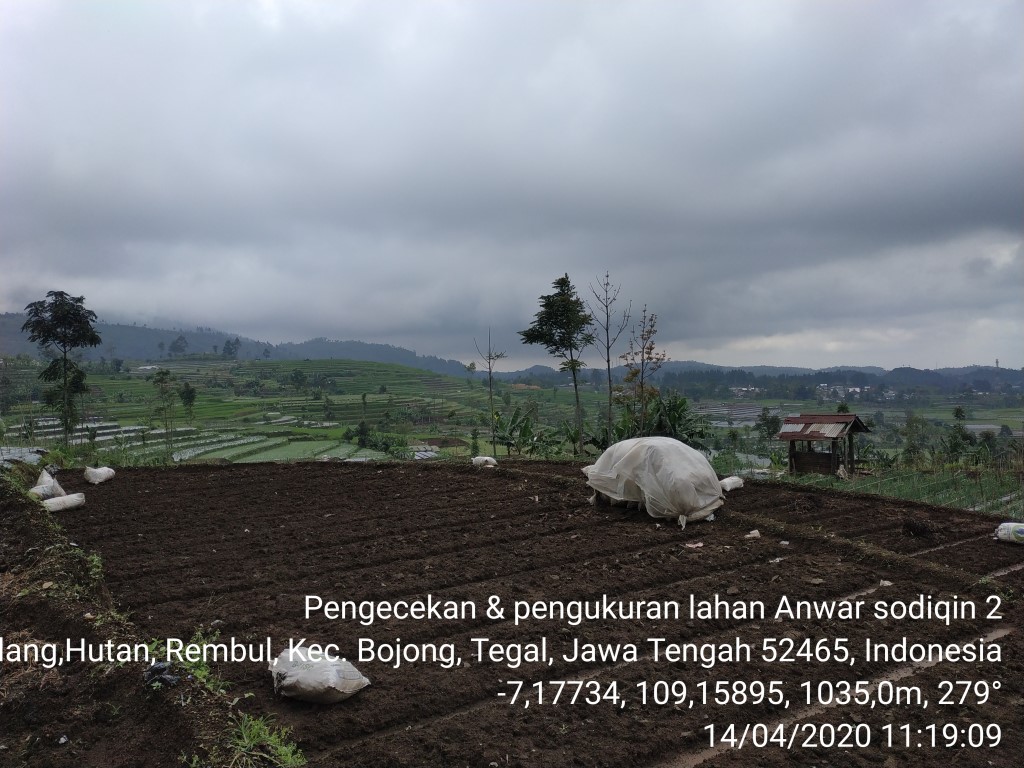 Pengecekan & pengukuran lahan Anwar sodiqin 2
lang,Hutan, Rembul, Kec. Bojong, Tegal, Jawa Tengah 52465, Indonesia
-7,17734, 109,15895, 1035,0m, 279°
14/04/2020 11:19:09